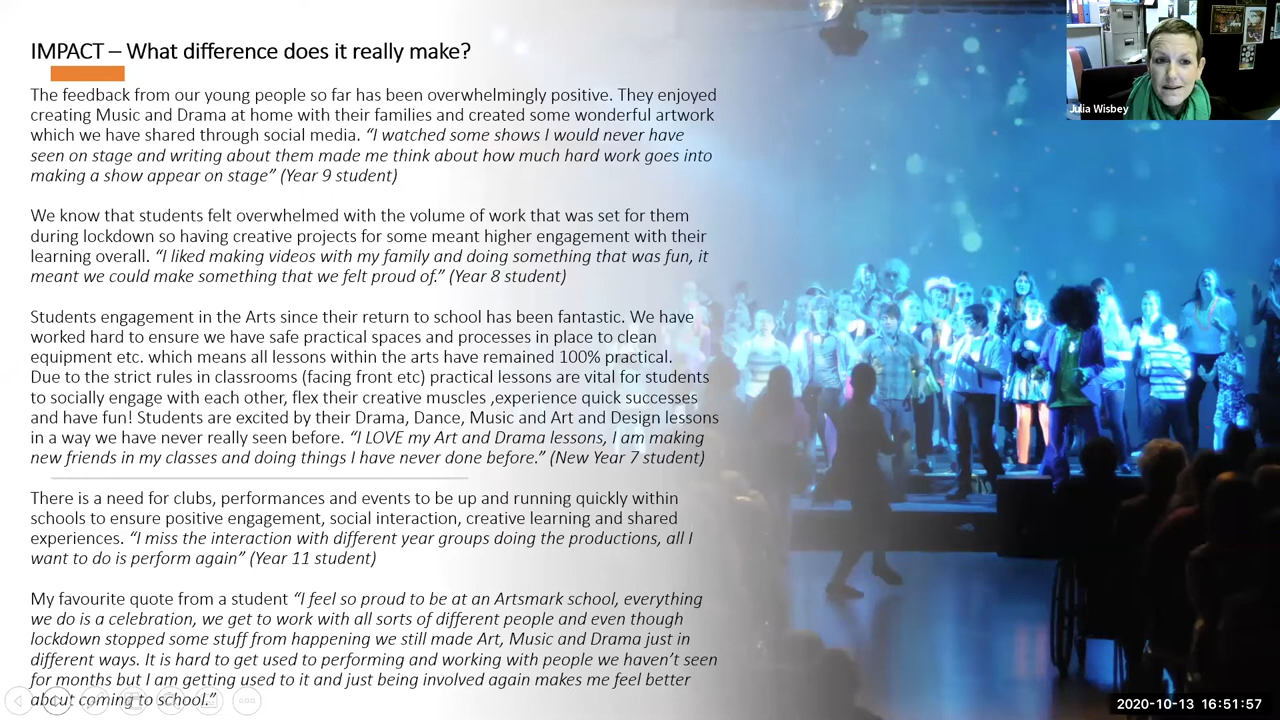 IMPACT – What difference does it really make?
The feedback from our young people so far has been overwhelmingly positive. They enjoyed
creating Music and Drama at home with their families and created some wonderful artwork
which we have shared through social media. “I watched some shows I would never have
seen on stage and writing about them made me think about how much hard work goes into
making a show appear on stage” (Year 9 student)
We know that students felt overwhelmed with the volume of work that was set for them
during lockdown so having creative projects for some meant higher engagement with their
learning overall. “I liked making videos with my family and doing something that was fun, it
meant we could make something that we felt proud of.” (Year 8 student)
Students engagement in the Arts since their return to school has been fantastic. We have
worked hard to ensure we have safe practical spaces and processes in place to clean
equipment etc. which means all lessons within the arts have remained 100% practical.
Due to the strict rules in classrooms (facing front etc) practical lessons are vital for students
to socially engage with each other, flex their creative muscles ,experience quick successes
and have fun! Students are excited by their Drama, Dance, Music and Art and Design lessons
in a way we have never really seen before. “I LOVE my Art and Drama lessons, I am making
new friends in my classes and doing things I have never done before.” (New Year 7 student)
There is a need for clubs, performances and events to be up and running quickly within
schools to ensure positive engagement, social interaction, creative learning and shared
experiences. “I miss the interaction with different year groups doing the productions, all I
want to do is perform again” (Year 11 student)
My favourite quote from a student “I feel so proud to be at an Artsmark school, everything
we do is a celebration, we get to work with all sorts of different people and even though
lockdown stopped some stuff from happening we still made Art, Music and Drama just in
different ways. It is hard to get used to performing and working with people we haven’t seen
for months but I am getting used to it and just being involved again makes me feel better
about coming to school.”
Julia Wisbey
2020-10-13 16:51:57